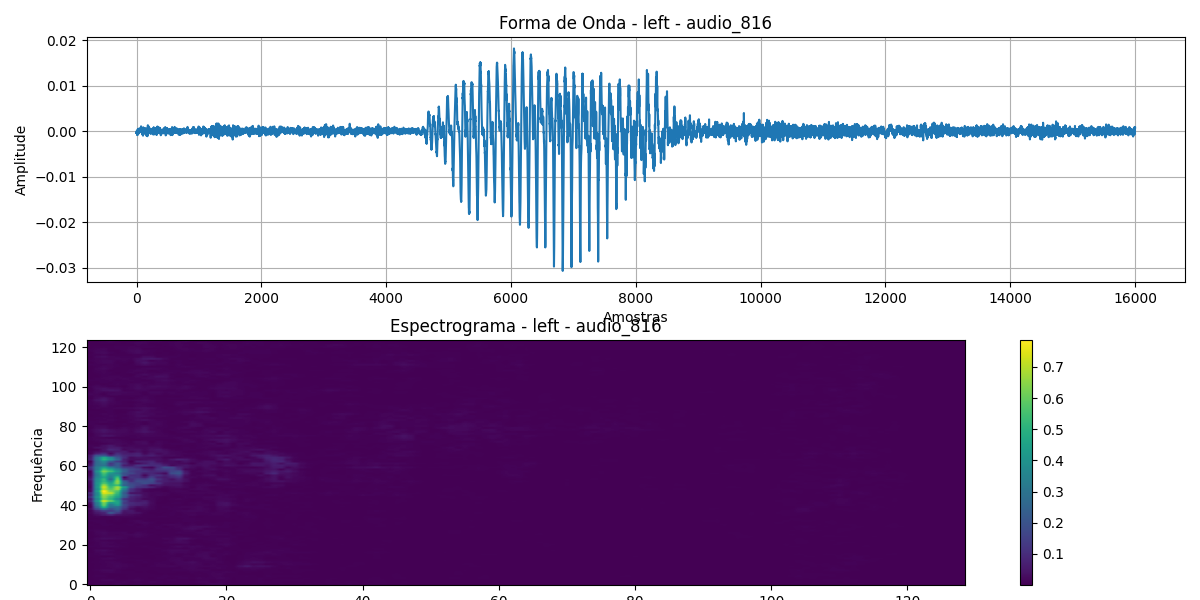 Forma de Onda - left - audio_816
0.02
0.01
0.00
−0.01
−0.02
−0.03
Amplitude
0 2000 4000 6000 8000 10000 12000 14000 16000
Amostras
Espectrograma - left - audio_816
120
100
80
60
40
20
0
Frequência
0 20 40 60 80 100 120
0.7
0.6
0.5
0.4
0.3
0.2
0.1